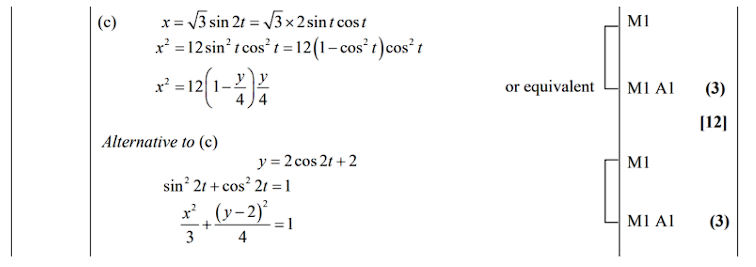 (c) x = √3 sin 2t = √3 × 2 sin t cos t M1
x² = 12 sin² t cos² t = 12(1 − cos² t) cos² t
x² = 12(1 − y/4) y/4 or equivalent M1 A1 (3)
[12]
Alternative to (c)
y = 2 cos 2t + 2 M1
sin² 2t + cos² 2t = 1
x²/3 + (y − 2)²/4 = 1 M1 A1 (3)